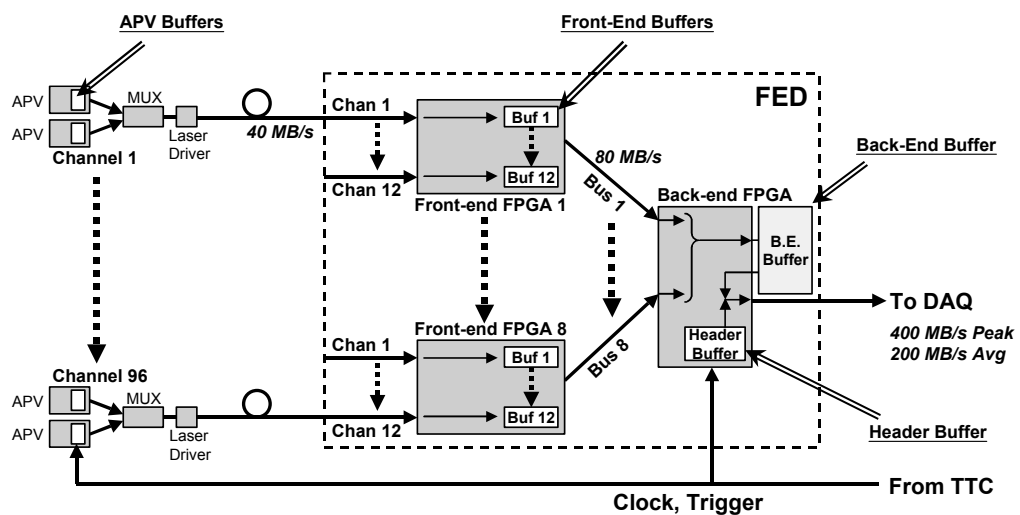 APV Buffers
Front-End Buffers
FED
APV
MUX
APV
Laser
Driver
Channel 1
40 MB/s
Chan 1
Chan 12
Buf 1
Buf 12
Front-end FPGA 1
80 MB/s
Bus 1
Back-End Buffer
Back-end FPGA
B.E.
Buffer
Header
Buffer
To DAQ
400 MB/s Peak
200 MB/s Avg
Front-end FPGA 8
Chan 1
Chan 12
Buf 1
Buf 12
Bus 8
Channel 96
APV
MUX
APV
Laser
Driver
Header Buffer
From TTC
Clock, Trigger